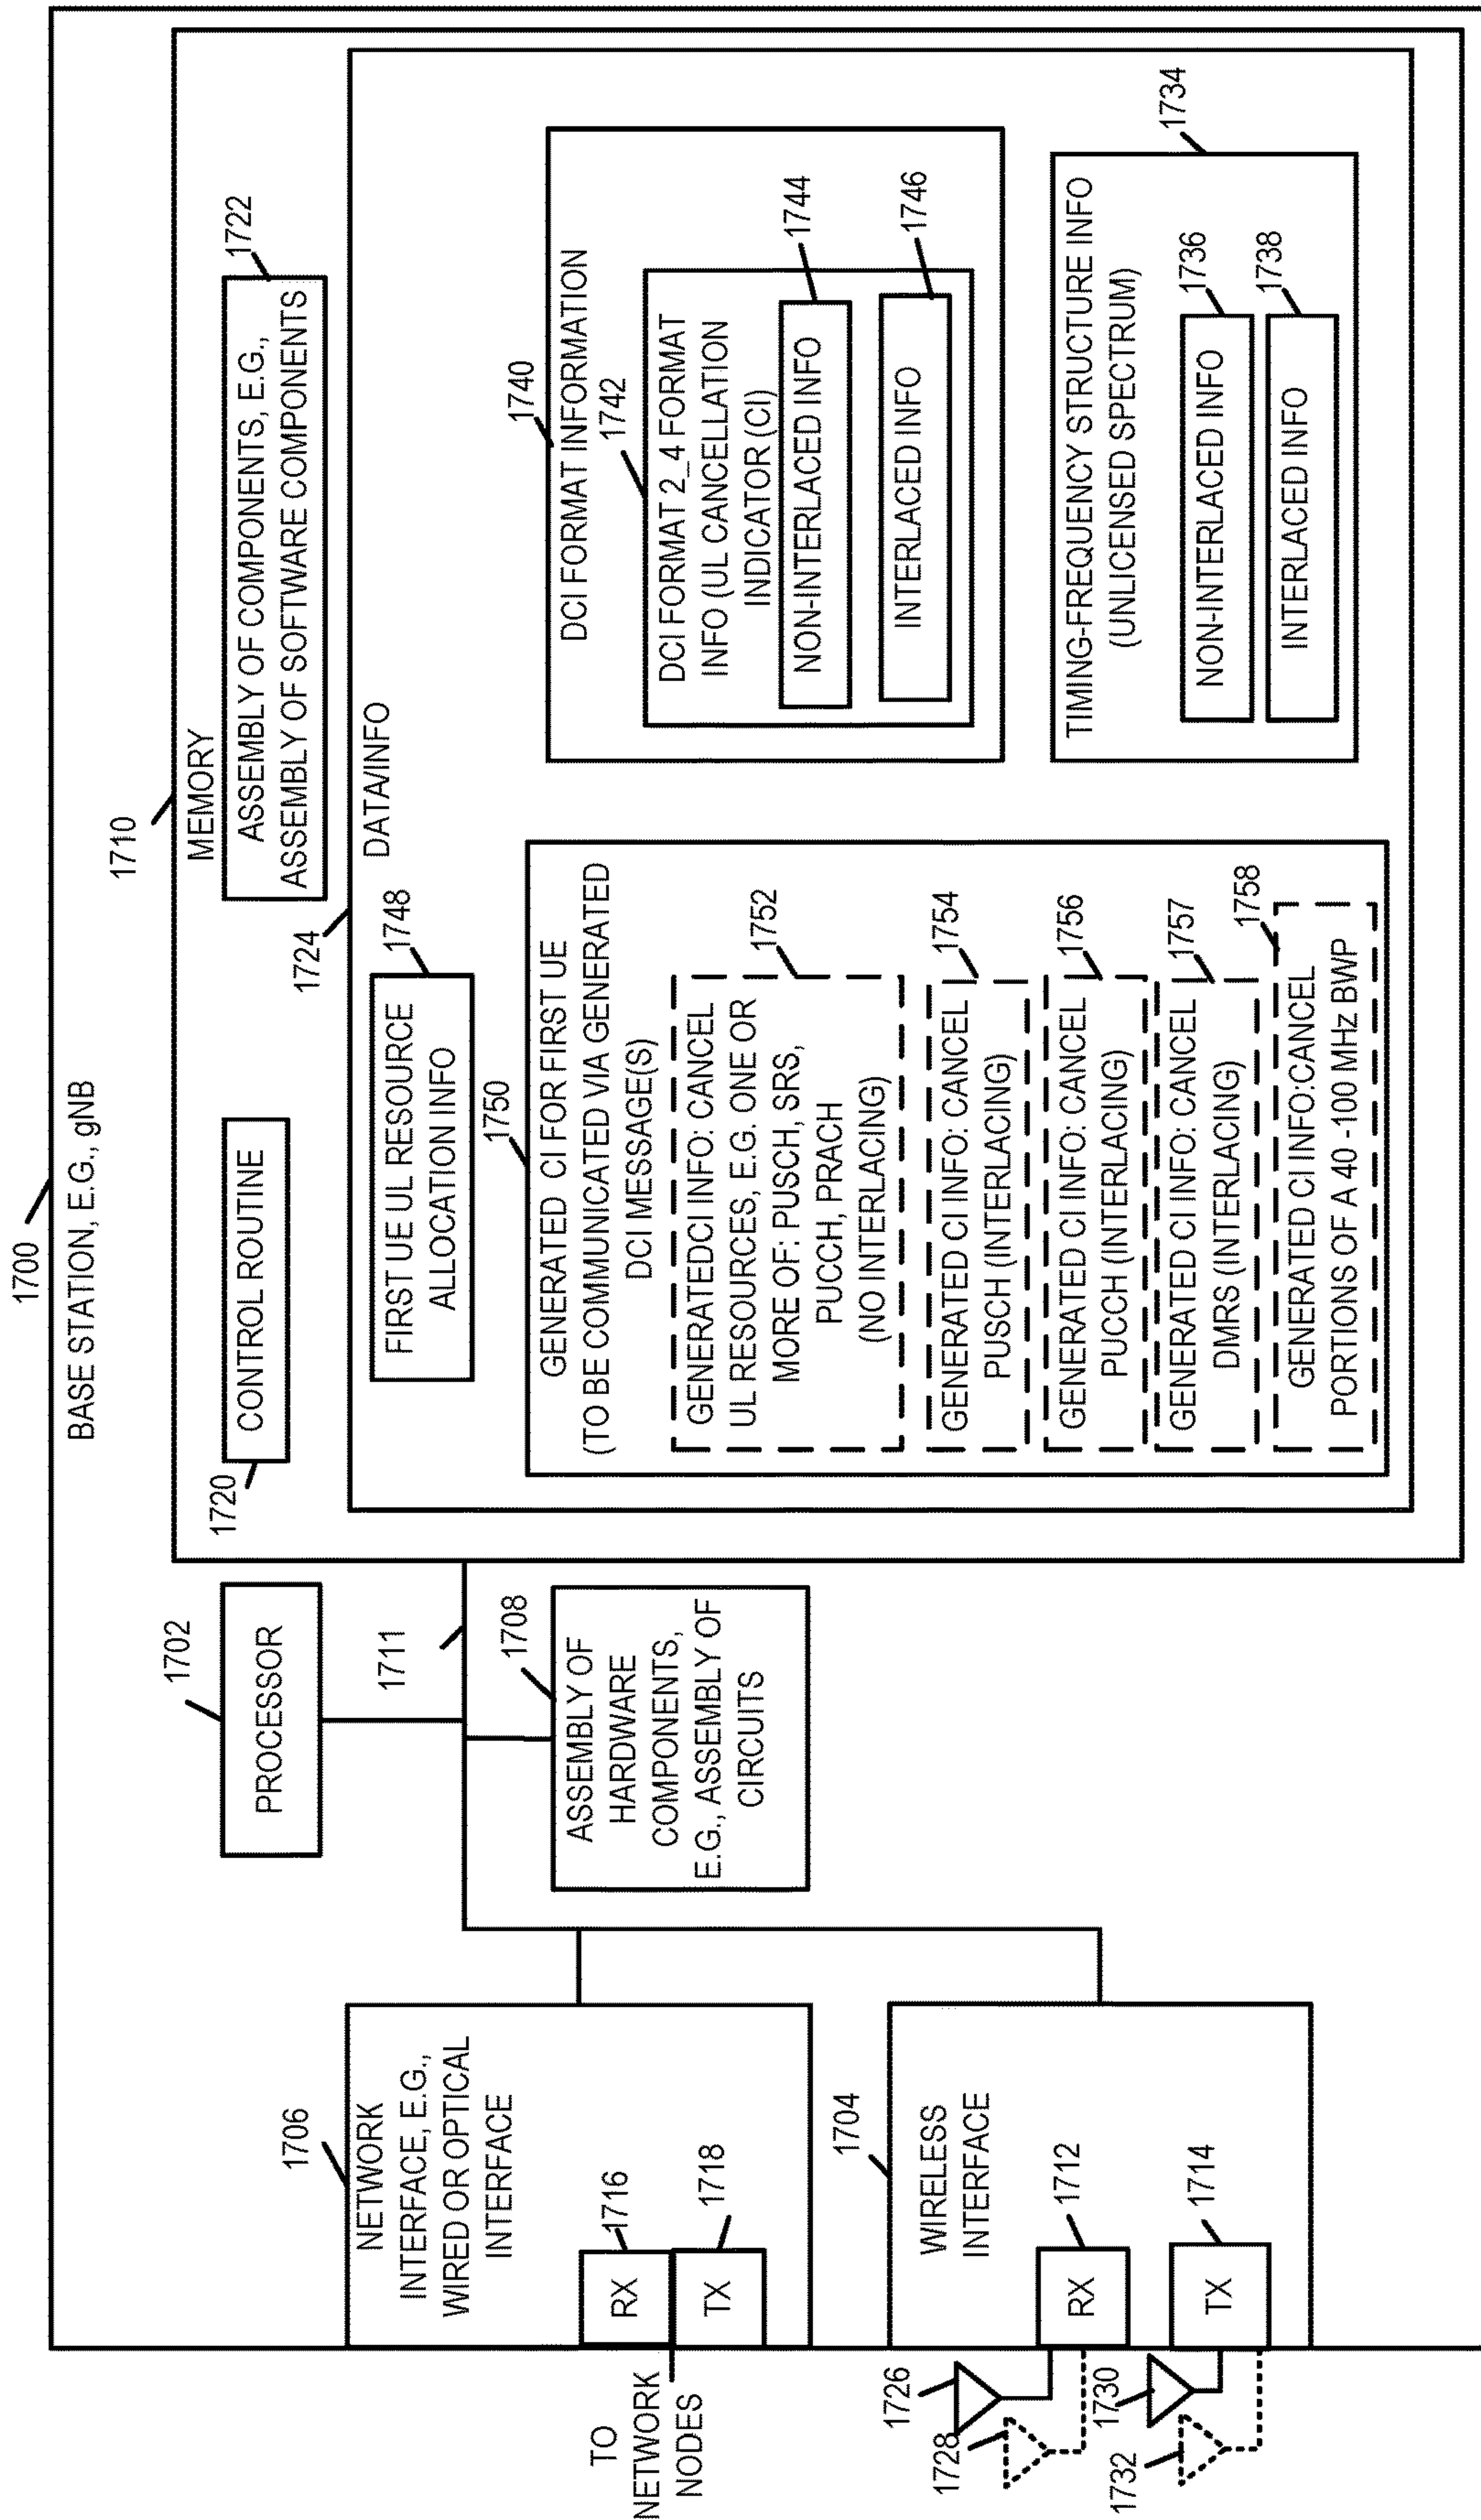 1700
BASE STATION, E.G., gNB
1706
NETWORK
INTERFACE, E.G.,
WIRED OR OPTICAL
INTERFACE
RX
1716
TX
1718
TO
NETWORK
NODES
1704
WIRELESS
INTERFACE
RX
1712
TX
1714
1726
1728
1730
1732
1702
PROCESSOR
1711
1708
ASSEMBLY OF
HARDWARE
COMPONENTS,
E.G., ASSEMBLY OF
CIRCUITS
1710
MEMORY
1720
CONTROL ROUTINE
1722
ASSEMBLY OF COMPONENTS, E.G.,
ASSEMBLY OF SOFTWARE COMPONENTS
1724
DATA/INFO
1748
FIRST UE UL RESOURCE
ALLOCATION INFO
1750
GENERATED CI FOR FIRST UE
(TO BE COMMUNICATED VIA GENERATED
DCI MESSAGE(S)
1752
GENERATEDCI INFO: CANCEL
UL RESOURCES, E.G. ONE OR
MORE OF: PUSCH, SRS,
PUCCH, PRACH
(NO INTERLACING)
1754
GENERATED CI INFO: CANCEL
PUSCH (INTERLACING)
1756
GENERATED CI INFO: CANCEL
PUCCH (INTERLACING)
1757
GENERATED CI INFO: CANCEL
DMRS (INTERLACING)
1758
GENERATED CI INFO:CANCEL
PORTIONS OF A 40 -100 MHz BWP
1740
DCI FORMAT INFORMATION
1742
DCI FORMAT 2_4 FORMAT
INFO (UL CANCELLATION
INDICATOR (CI)
1744
NON-INTERLACED INFO
1746
INTERLACED INFO
1734
TIMING-FREQUENCY STRUCTURE INFO
(UNLICENSED SPECTRUM)
1736
NON-INTERLACED INFO
1738
INTERLACED INFO